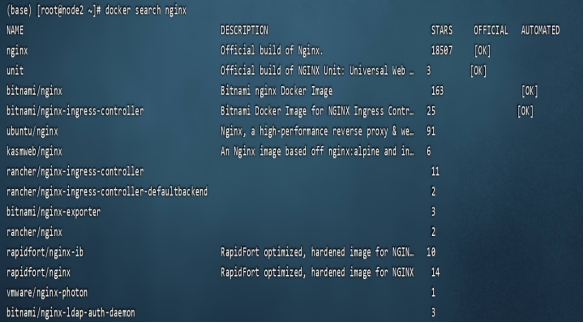 (base) [root@node2 ~]# docker search nginx
NAME DESCRIPTION STARS OFFICIAL AUTOMATED
nginx Official build of Nginx. 18507 [OK]
unit Official build of NGINX Unit: Universal Web … 3 [OK]
bitnami/nginx Bitnami nginx Docker Image 163 [OK]
bitnami/nginx-ingress-controller Bitnami Docker Image for NGINX Ingress Contr… 25 [OK]
ubuntu/nginx Nginx, a high-performance reverse proxy & we… 91
kasmweb/nginx An Nginx image based off nginx:alpine and in… 6
rancher/nginx-ingress-controller 11
rancher/nginx-ingress-controller-defaultbackend 2
bitnami/nginx-exporter 3
rancher/nginx 2
rapidfort/nginx-ib RapidFort optimized, hardened image for NGIN… 10
rapidfort/nginx RapidFort optimized, hardened image for NGINX 14
vmware/nginx-photon 1
bitnami/nginx-ldap-auth-daemon 3